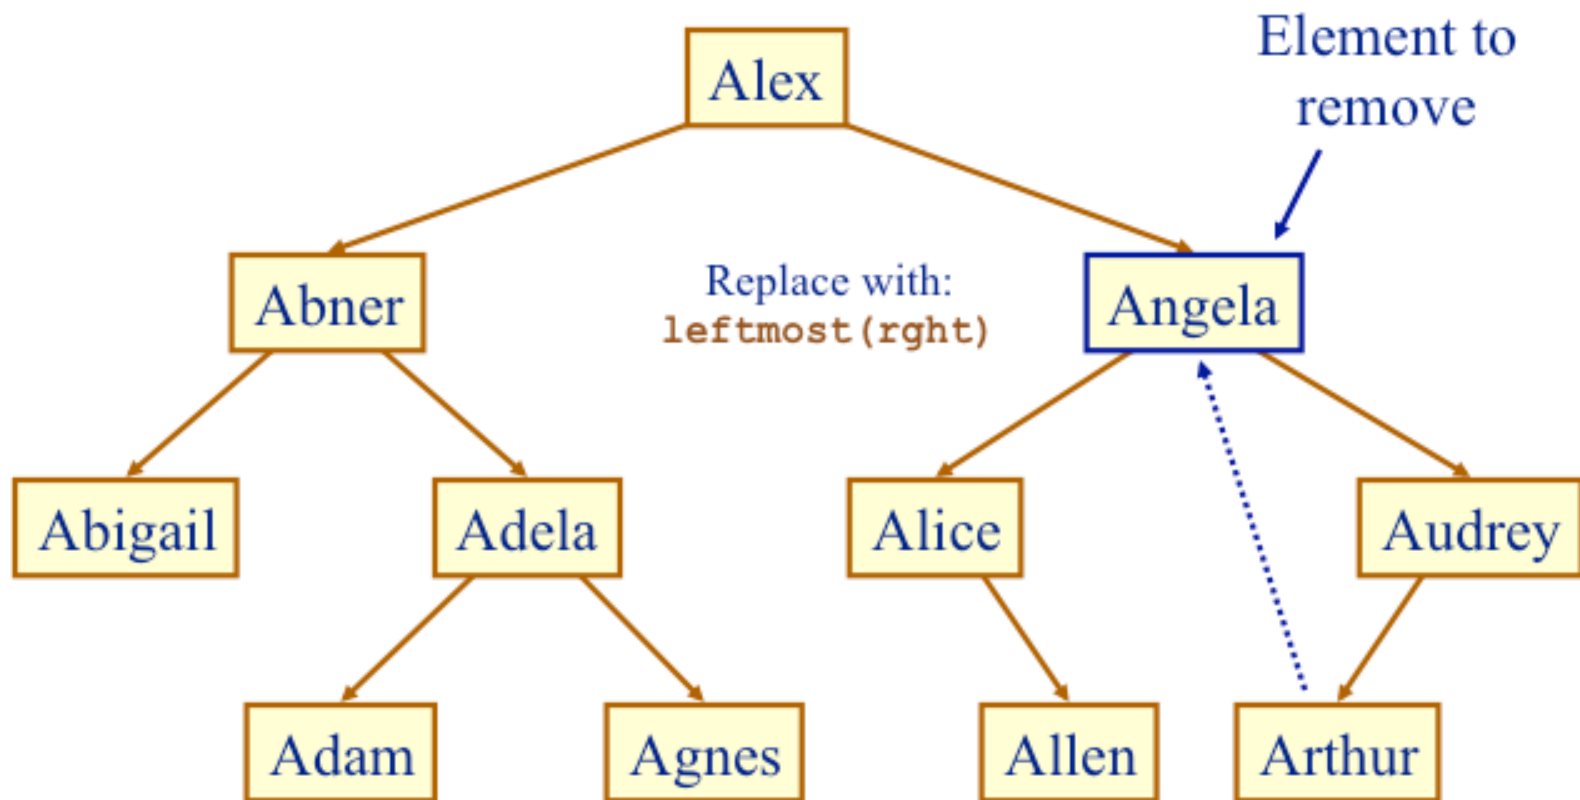 Alex
Element to
remove
Abner
Replace with:
leftmost(rght)
Angela
Abigail
Adela
Alice
Audrey
Adam
Agnes
Allen
Arthur